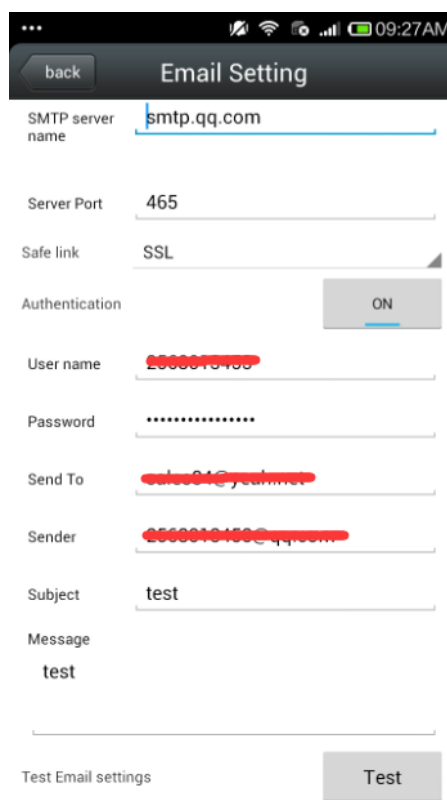 09:27AM
back
Email Setting
SMTP server
name
smtp.qq.com
Server Port
465
Safe link
SSL
Authentication
ON
User name
Password
••••••••••••••••
Send To
Sender
Subject
test
Message
test
Test Email settings
Test